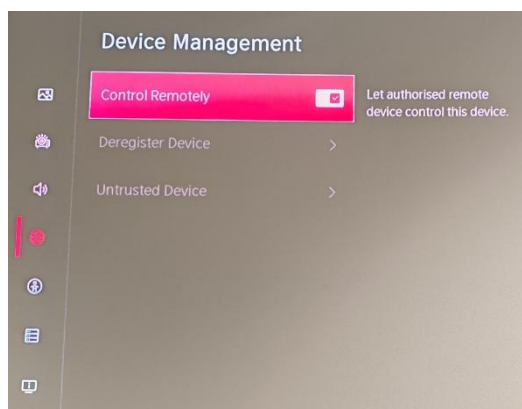 Device Management
Control Remotely
Let authorised remote
device control this device.
Deregister Device
Untrusted Device